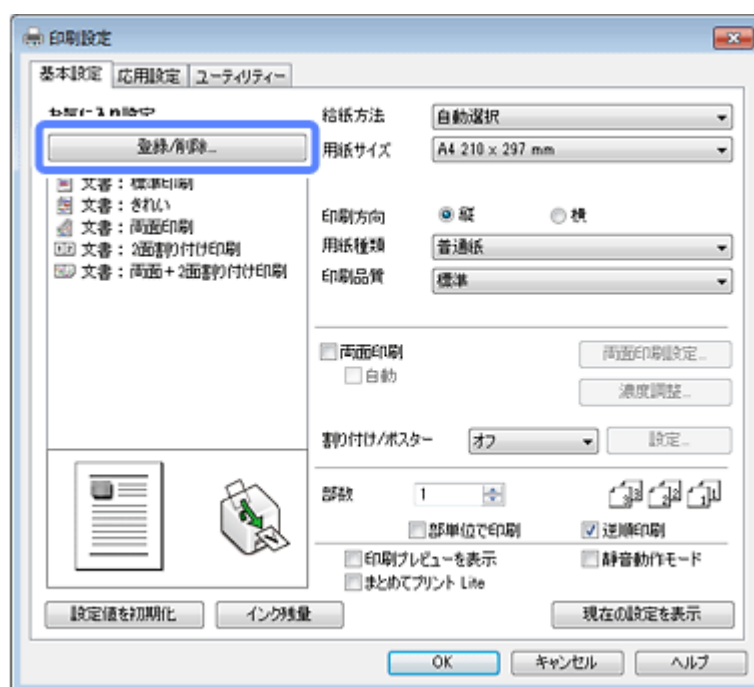 印刷設定
基本設定 応用設定 ユーティリティー
お気に入り設定
登録/削除...
文書：標準印刷
文書：きれい
文書：両面印刷
文書：2面割り付け印刷
文書：両面+2面割り付け印刷
給紙方法 自動選択
用紙サイズ A4 210 x 297 mm
印刷方向 縦 横
用紙種類 普通紙
印刷品質 標準
両面印刷 両面印刷設定...
自動 濃度調整...
割り付け/ポスター オフ 設定...
部数 1
部単位で印刷 逆順印刷
印刷プレビューを表示 静音動作モード
まとめてプリント Lite
設定値を初期化 インク残量 現在の設定を表示
OK キャンセル ヘルプ